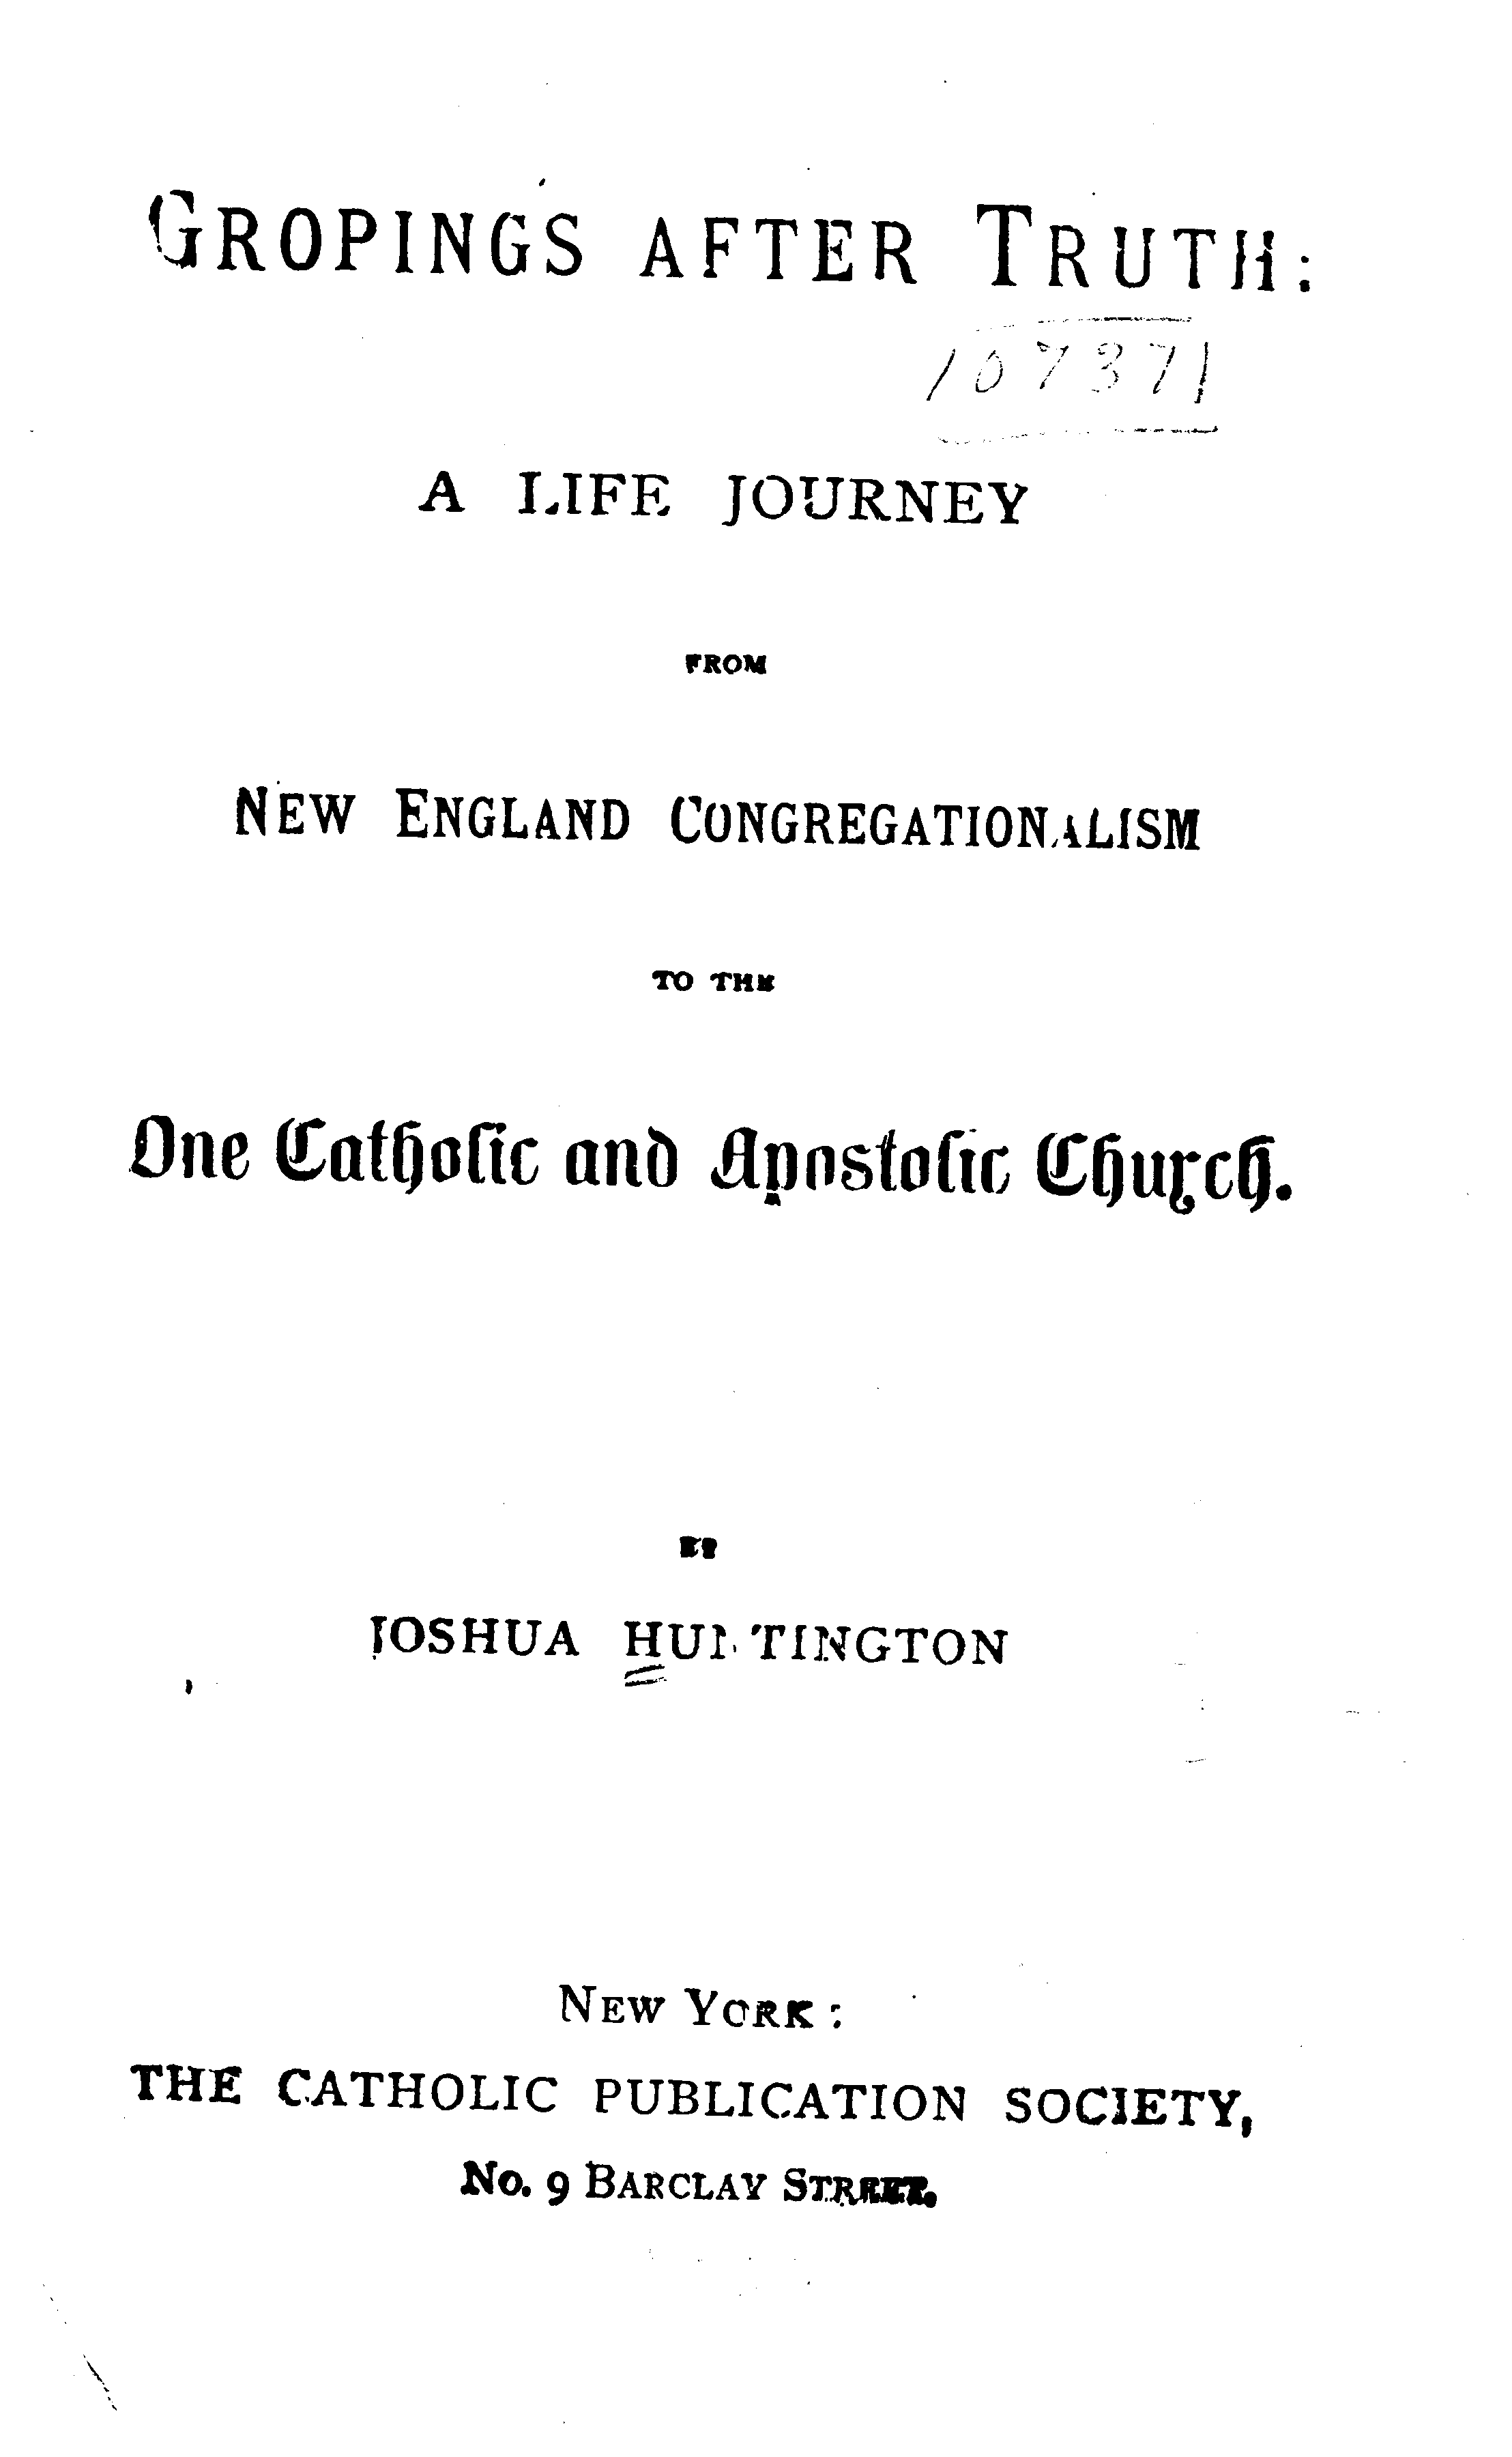 GROPINGS AFTER TRUTH:
107371
A LIFE JOURNEY
FROM
NEW ENGLAND CONGREGATIONALISM
TO THE
One Catholic and Apostolic Church.
BY
JOSHUA HUNTINGTON
NEW YORK:
THE CATHOLIC PUBLICATION SOCIETY,
No. 9 BARCLAY STREET.